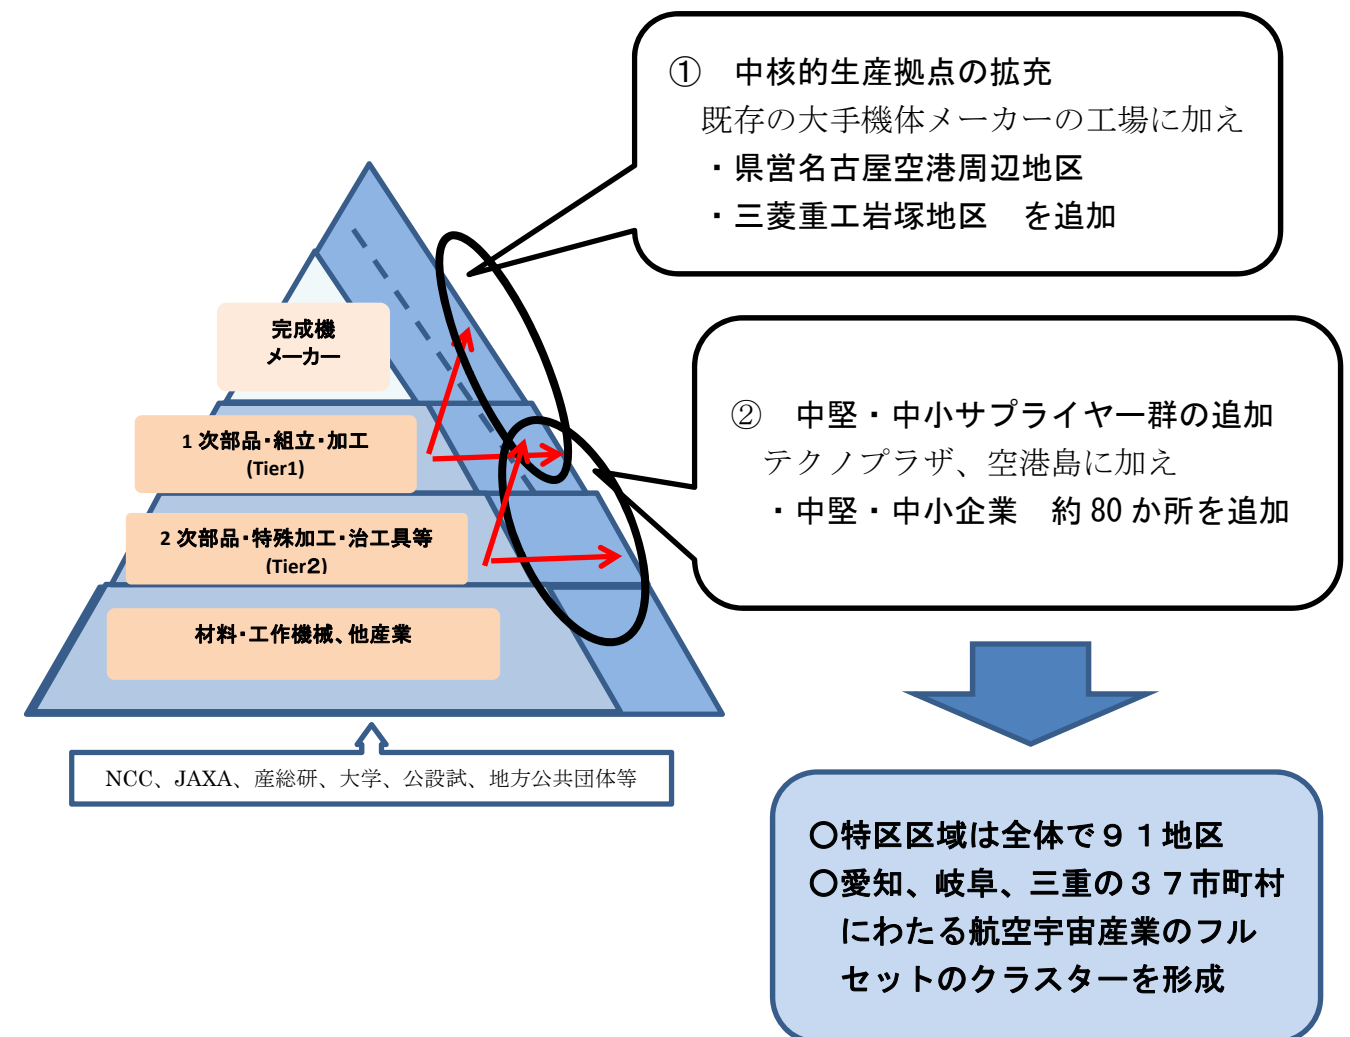 ① 中核的生産拠点の拡充
既存の大手機体メーカーの工場に加え
・県営名古屋空港周辺地区
・三菱重工岩塚地区 を追加
完成機
メーカー
1 次部品・組立・加工
(Tier1)
2 次部品・特殊加工・治工具等
(Tier2)
材料・工作機械、他産業
NCC、JAXA、産総研、大学、公設試、地方公共団体等
② 中堅・中小サプライヤー群の追加
テクノプラザ、空港島に加え
・中堅・中小企業 約 80 か所を追加
〇特区区域は全体で９１地区
〇愛知、岐阜、三重の３７市町村
にわたる航空宇宙産業のフル
セットのクラスターを形成